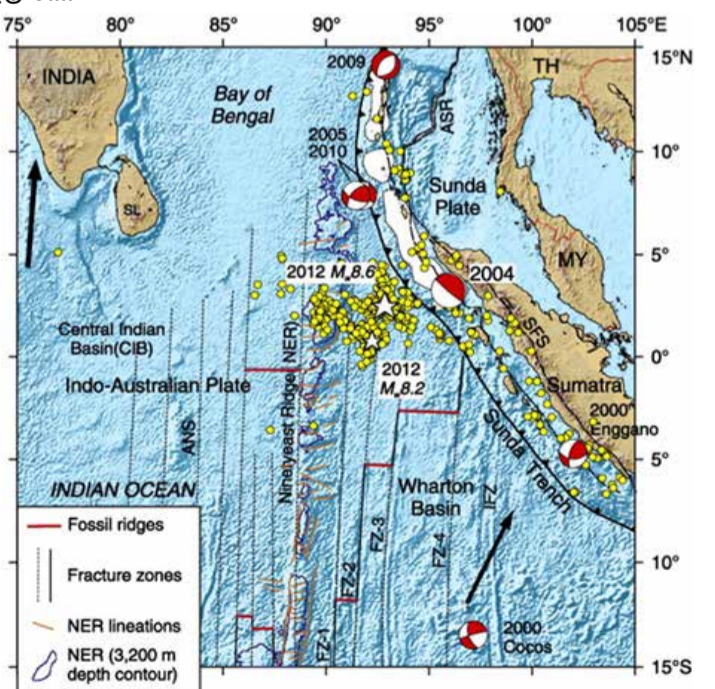 75°
80°
85°
90°
95°
100°
105°E
2009
TH
15°N
INDIA
Bay of
Bengal
ASR
2005
2010
10°
Sunda
Plate
SL
MY
5°
2012 Mw8.6
2004
SFS
Central Indian
Basin(CIB)
0°
2012
Mw8.2
Indo-Australian Plate
Sumatra
Ninetyeast Ridge( NER)
2000
Enggano
ANS
Sunda Trench
5°
INDIAN OCEAN
Wharton
Basin
IFZ
Fossil ridges
FZ-3
FZ-4
Fracture zones
FZ-2
10°
NER lineations
2000
Cocos
FZ-1
NER (3,200 m
depth contour)
15°S